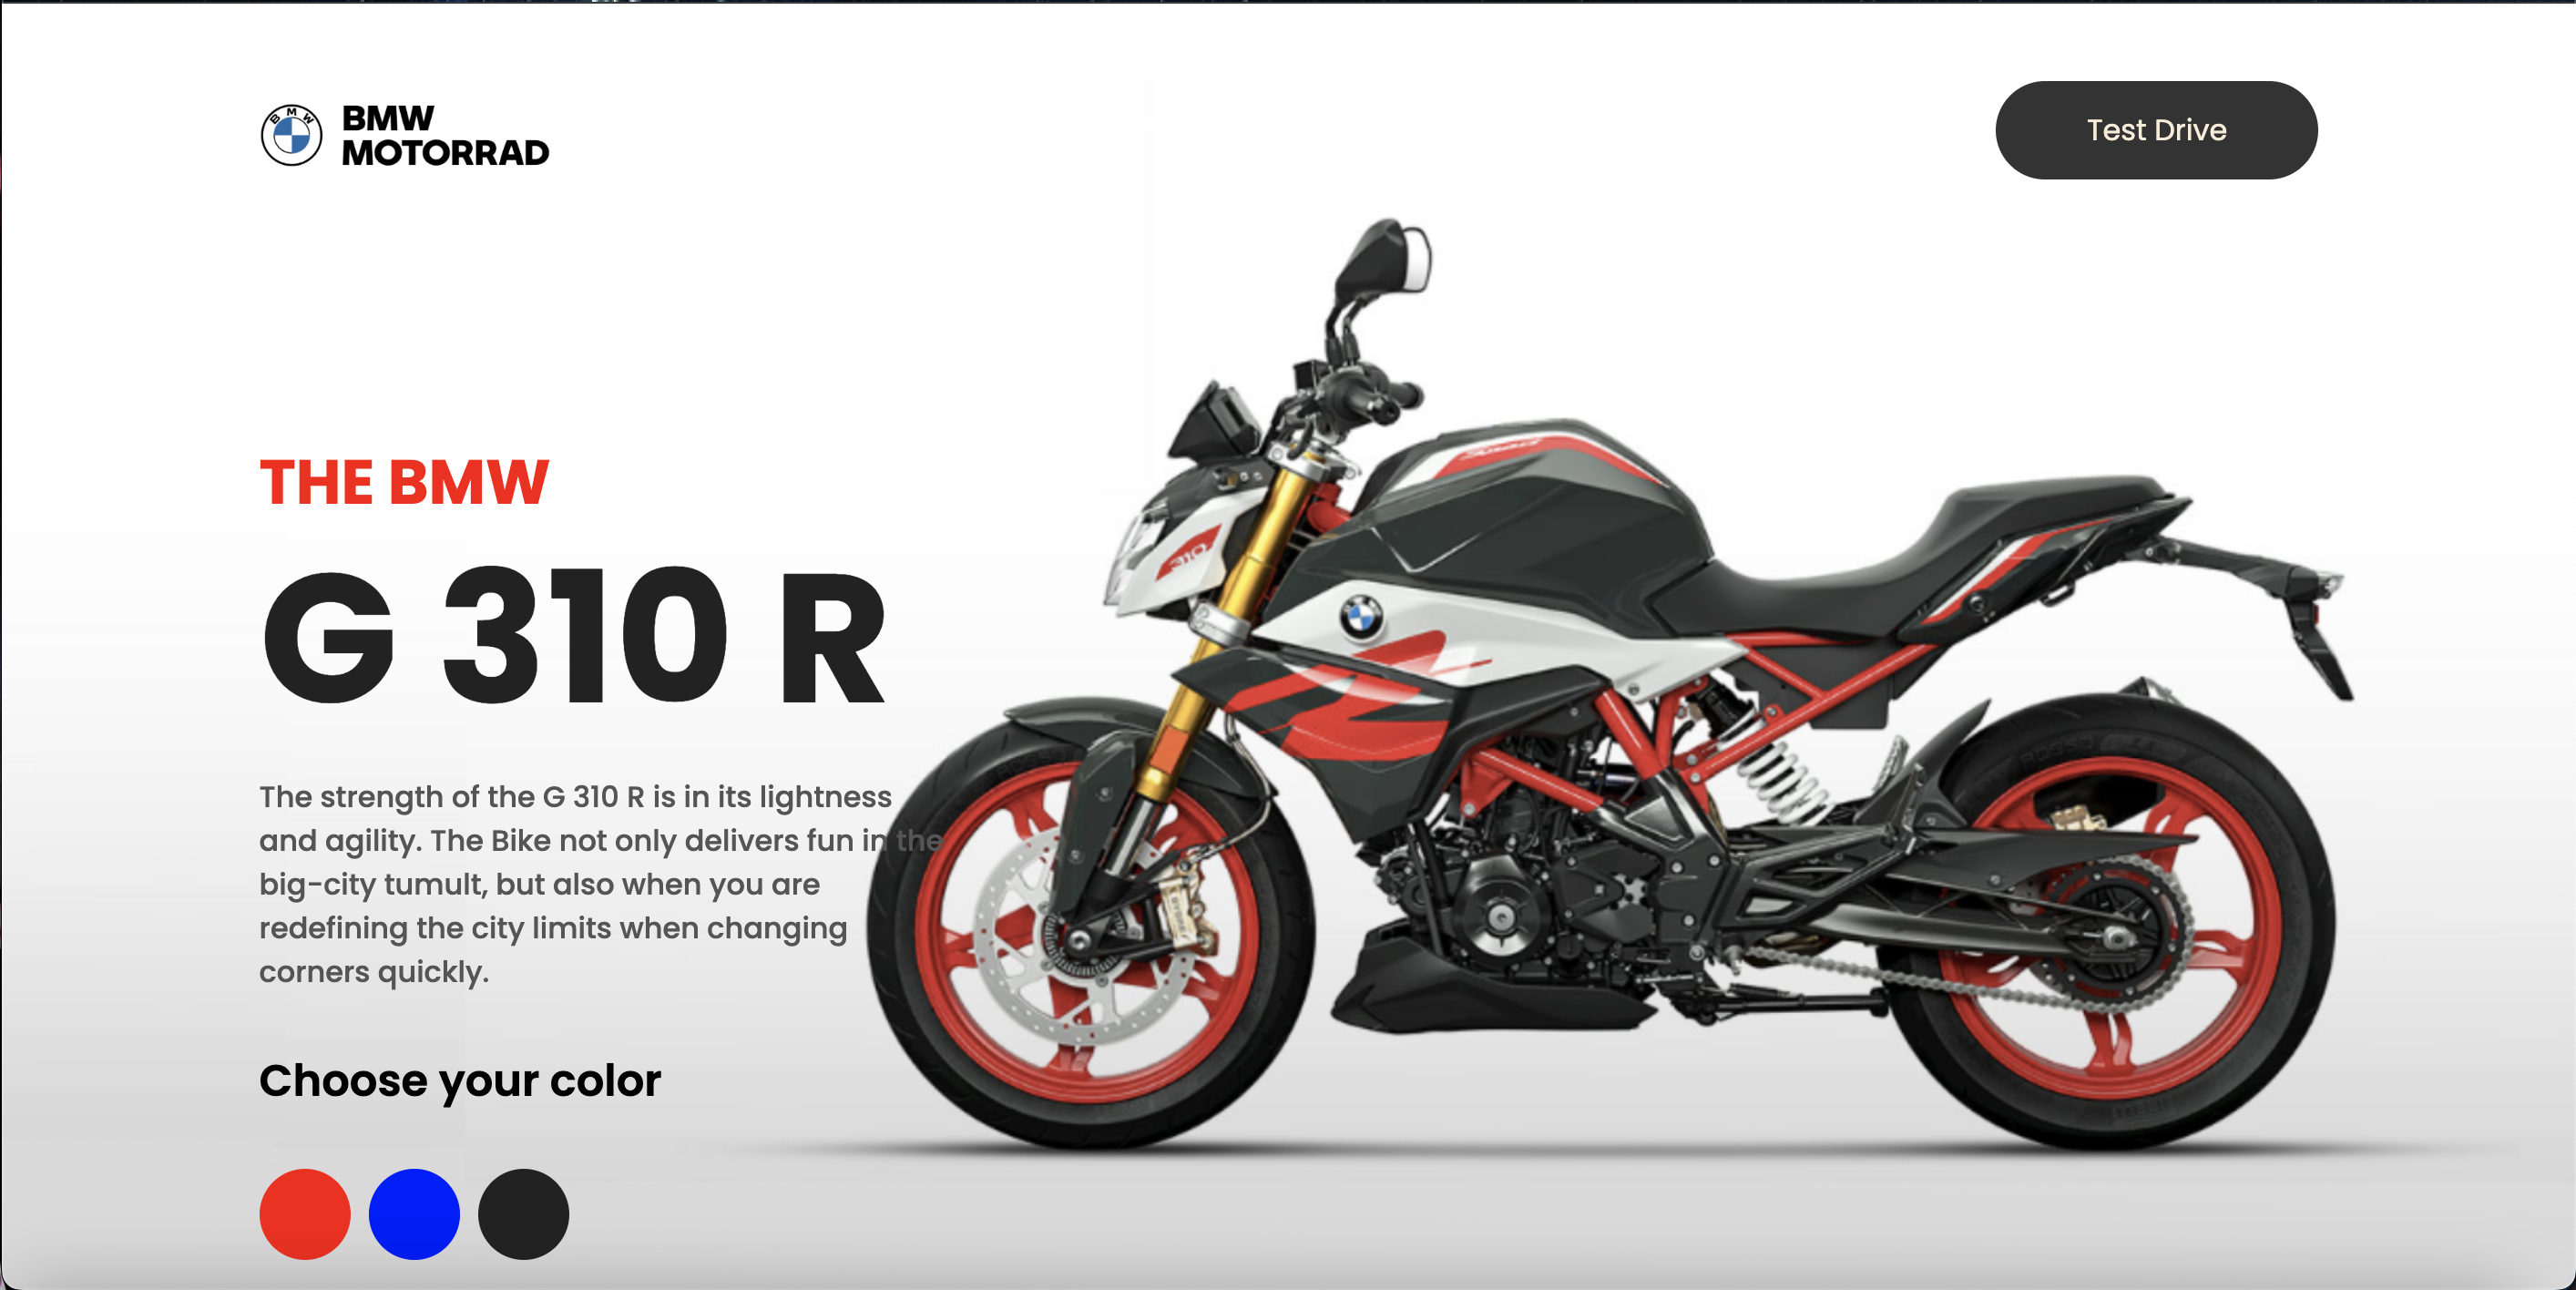 BMW
BMW
MOTORRAD
Test Drive
THE BMW
G 310 R
310
The strength of the G 310 R is in its lightness
and agility. The Bike not only delivers fun in the
big-city tumult, but also when you are
redefining the city limits when changing
corners quickly.
Choose your color